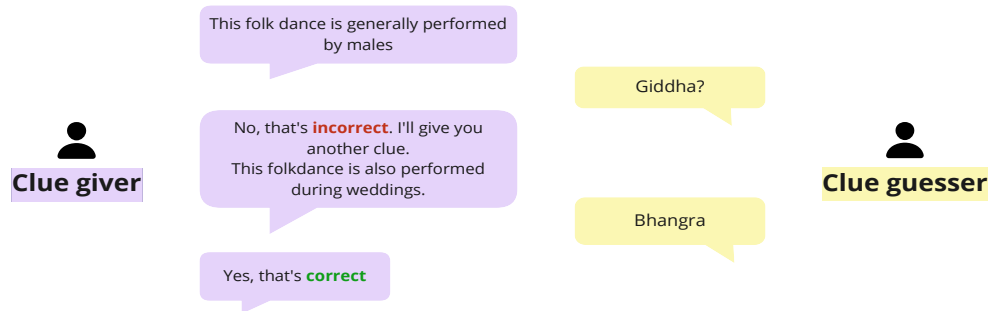 This folk dance is generally performed
by males
Giddha?
No, that's incorrect. I'll give you
another clue.
This folkdance is also performed
during weddings.
Clue giver
Clue guesser
Bhangra
Yes, that's correct